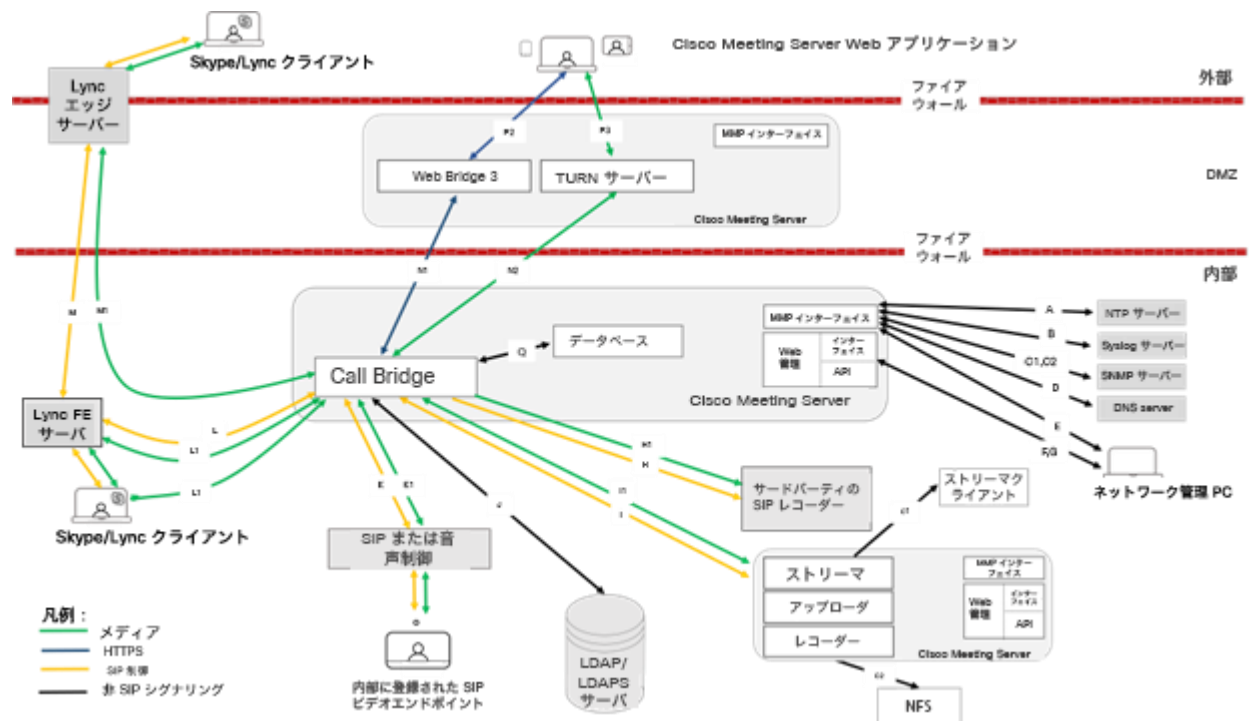 Skype/Lync クライアント
Cisco Meeting Server Web アプリケーション
外部
Lync
エッジ
サーバー
ファイア
ウォール
P2
P3
MMP インターフェイス
Web Bridge 3
TURN サーバー
DMZ
Cisco Meeting Server
ファイア
ウォール
内部
N1
N2
M
M1
MMP インターフェイス
Web
管理
インター
フェイス
API
データベース
Q
Call Bridge
Cisco Meeting Server
A
NTP サーバー
B
Syslog サーバー
C1,C2
SNMP サーバー
D
DNS server
E
F,G
ネットワーク管理 PC
Lync FE
サーバ
L
L1
L1
Skype/Lync クライアント
K
K1
J
H1
H
I1
I
サードパーティの
SIP レコーダー
ストリーマク
ライアント
SIP または音
声制御
内部に登録された SIP
ビデオエンドポイント
LDAP/
LDAPS
サーバ
ストリーマ
アップローダ
レコーダー
MMP インター
フェイス
Web
管理
インター
フェイス
API
Cisco Meeting Server
NFS
凡例：
メディア
HTTPS
SIP 制御
非 SIP シグナリング